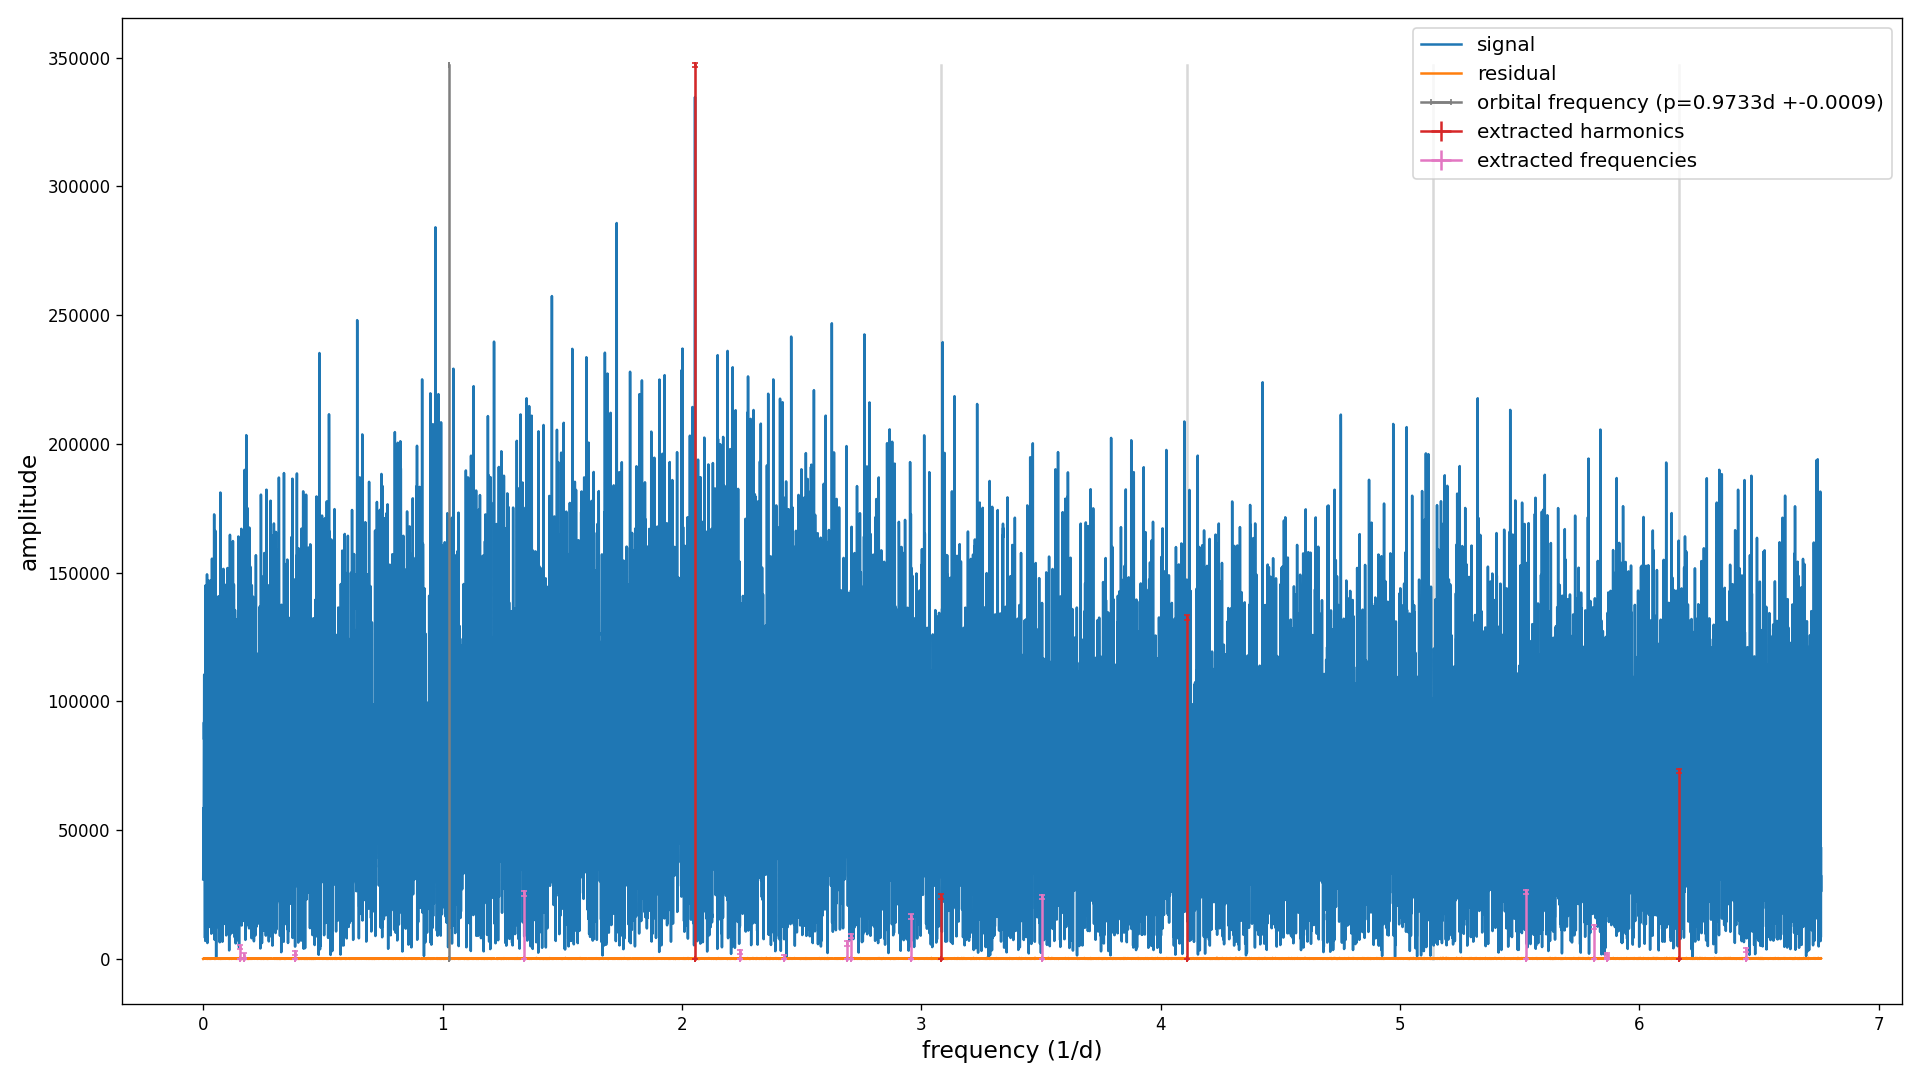 350000
300000
250000
200000
150000
100000
50000
0
amplitude
0 1 2 3 4 5 6 7
frequency (1/d)
signal
residual
orbital frequency (p=0.9733d +-0.0009)
extracted harmonics
extracted frequencies